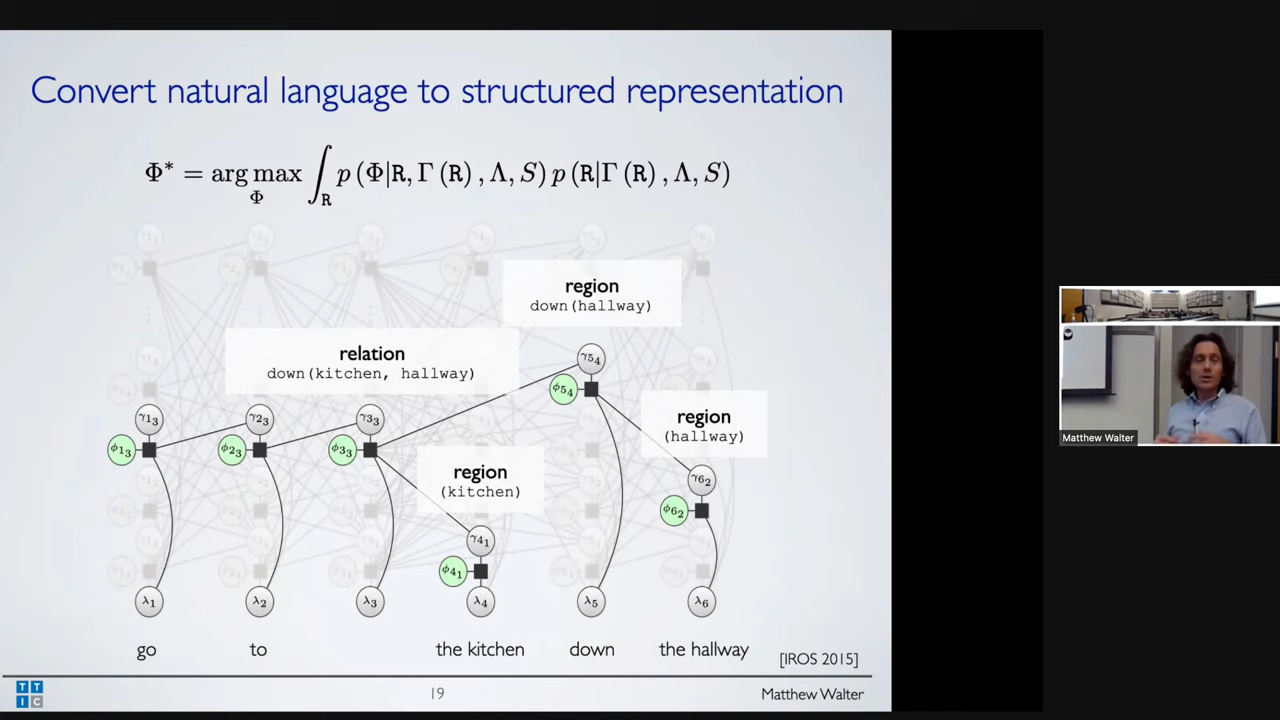 Convert natural language to structured representation
Φ* = arg max ∫ p (Φ|R, Γ (R) , Λ, S) p (R|Γ (R) , Λ, S)
Φ R
region
down(hallway)
relation
down(kitchen, hallway)
γ5₄
ϕ5₄
region
(hallway)
γ1₃ γ2₃ γ3₃
ϕ1₃ ϕ2₃ ϕ3₃
region
(kitchen)
γ6₂
ϕ6₂
γ4₁
ϕ4₁
λ₁ λ₂ λ₃ λ₄ λ₅ λ₆
go to the kitchen down the hallway
[IROS 2015]
TTIC
19
Matthew Walter
Matthew Walter